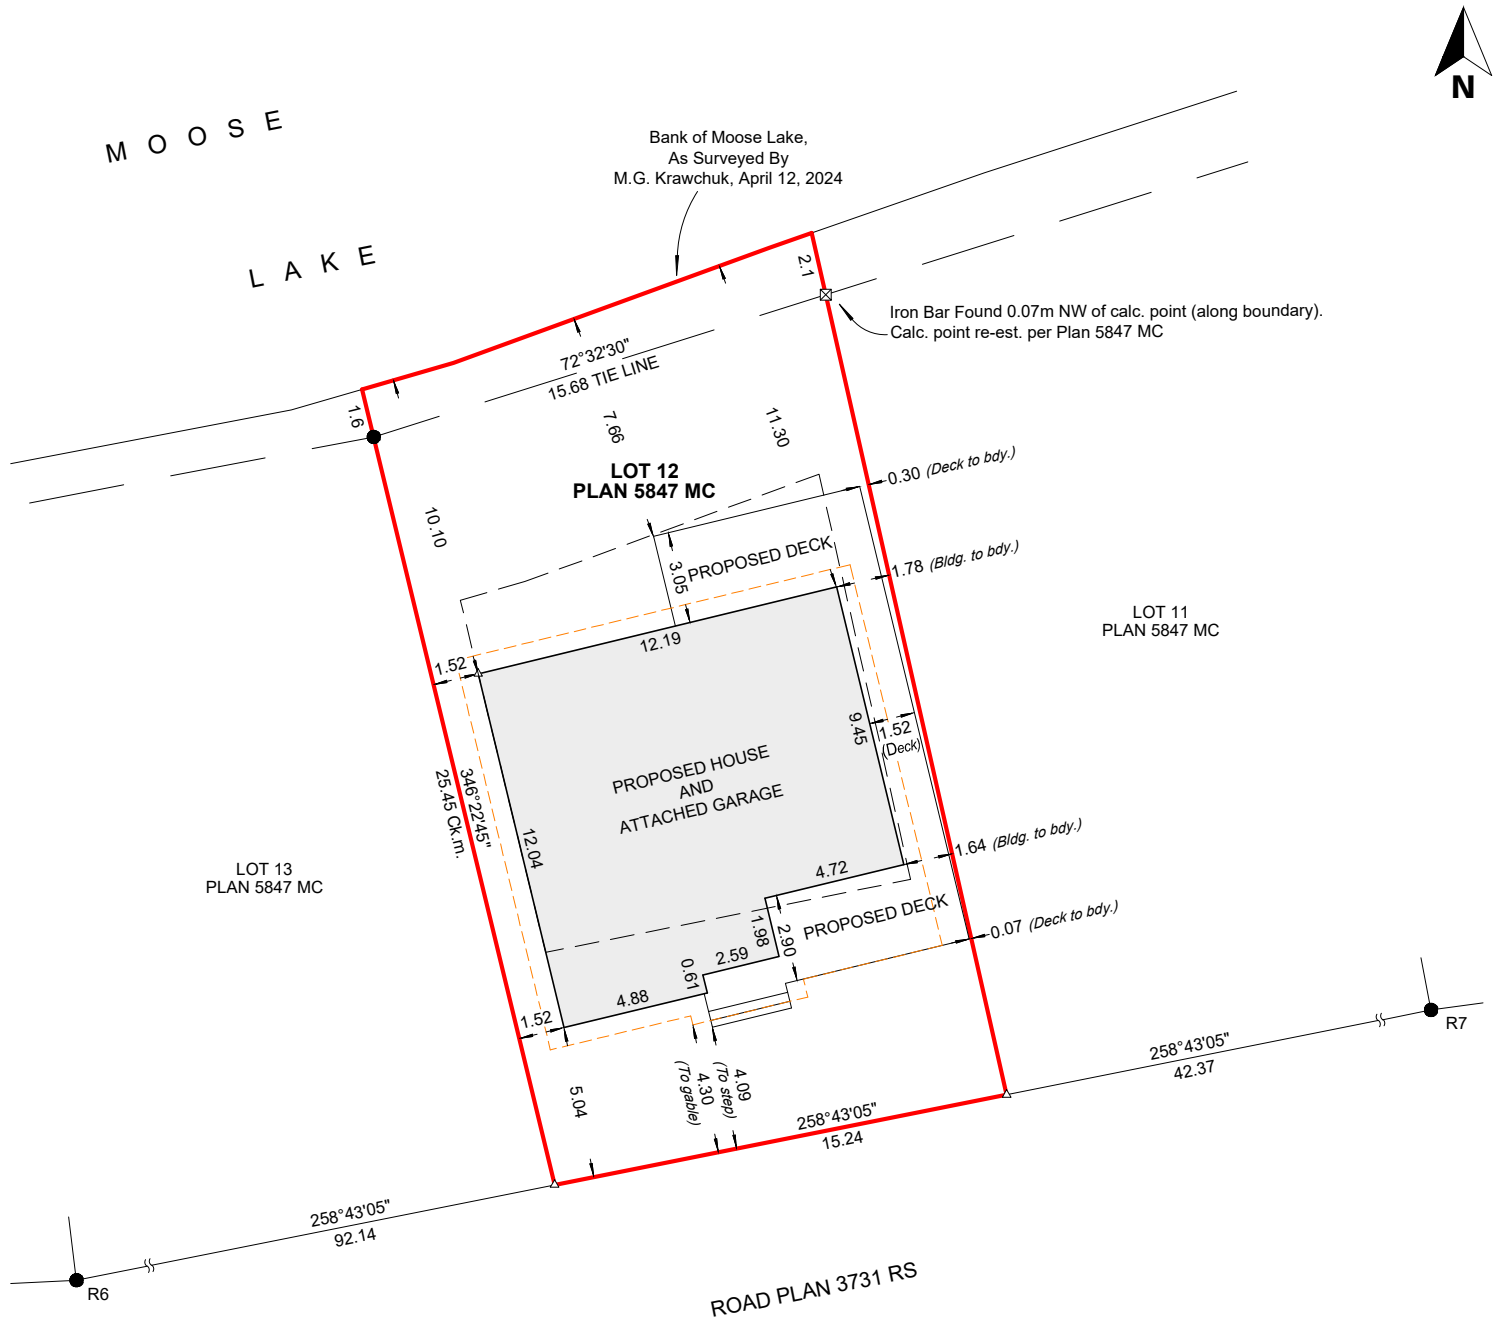 N
MOOSE
LAKE
Bank of Moose Lake,
As Surveyed By
M.G. Krawchuk, April 12, 2024
2.1
Iron Bar Found 0.07m NW of calc. point (along boundary).
Calc. point re-est. per Plan 5847 MC
72°32'30"
15.68 TIE LINE
1.6
7.66
11.30
LOT 12
PLAN 5847 MC
0.30 (Deck to bdy.)
10.10
PROPOSED DECK
3.05
1.78 (Bldg. to bdy.)
LOT 11
PLAN 5847 MC
12.19
1.52
9.45
1.52
(Deck)
PROPOSED HOUSE
AND
ATTACHED GARAGE
346°22'45"
25.45 Ck.m.
12.04
1.64 (Bldg. to bdy.)
LOT 13
PLAN 5847 MC
4.72
PROPOSED DECK
0.07 (Deck to bdy.)
1.98
2.90
2.59
0.61
4.88
1.52
R7
258°43'05"
42.37
4.09
(To step)
4.30
(To gable)
5.04
258°43'05"
15.24
258°43'05"
92.14
R6
ROAD PLAN 3731 RS